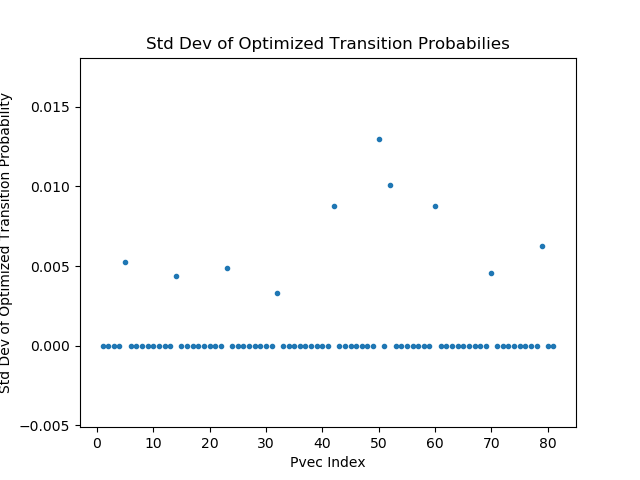 Std Dev of Optimized Transition Probabilies
Std Dev of Optimized Transition Probability
0.015
0.010
0.005
0.000
−0.005
0 10 20 30 40 50 60 70 80
Pvec Index